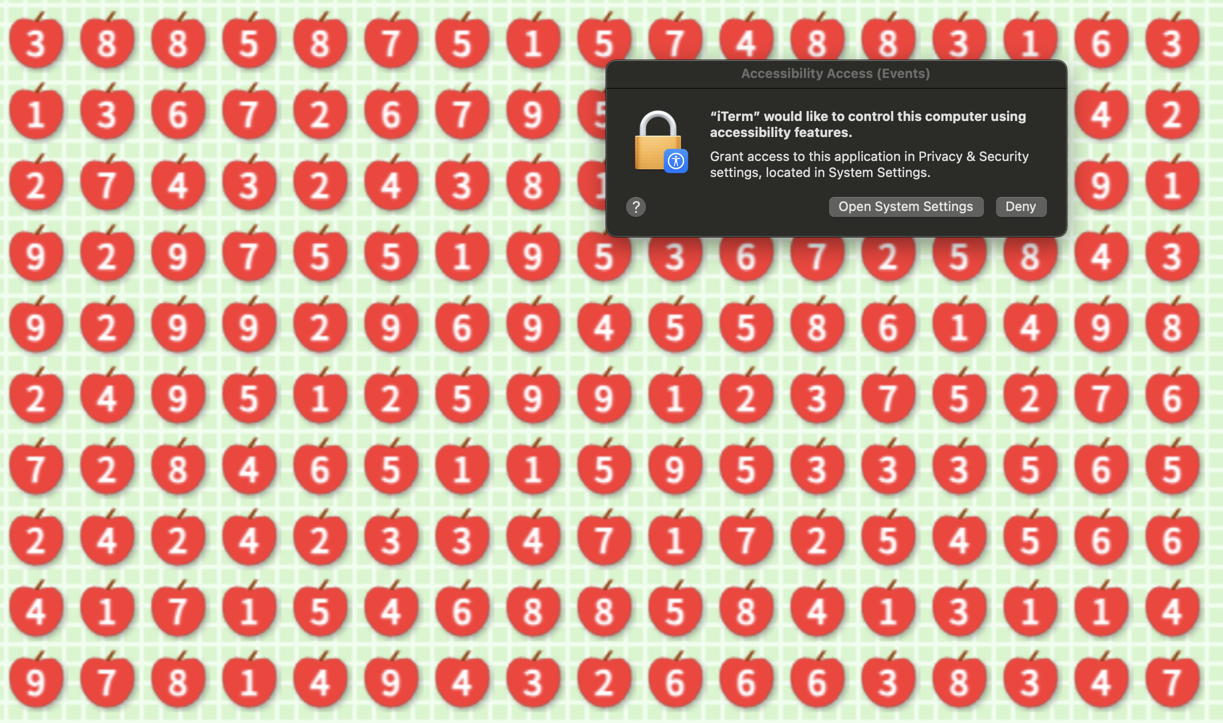 3 8 8 5 8 7 5 1 5 7 4 8 8 3 1 6 3
Accessibility Access (Events)
1 3 6 7 2 6 7 9 5 4 2
“iTerm” would like to control this computer using
accessibility features.
Grant access to this application in Privacy & Security
settings, located in System Settings.
2 7 4 3 2 4 3 8 1 9 1
? Open System Settings Deny
9 2 9 7 5 5 1 9 5 3 6 7 2 5 8 4 3
9 2 9 9 2 9 6 9 4 5 5 8 6 1 4 9 8
2 4 9 5 1 2 5 9 9 1 2 3 7 5 2 7 6
7 2 8 4 6 5 1 1 5 9 5 3 3 3 5 6 5
2 4 2 4 2 3 3 4 7 1 7 2 5 4 5 6 6
4 1 7 1 5 4 6 8 8 5 8 4 1 3 1 1 4
9 7 8 1 4 9 4 3 2 6 6 6 3 8 3 4 7